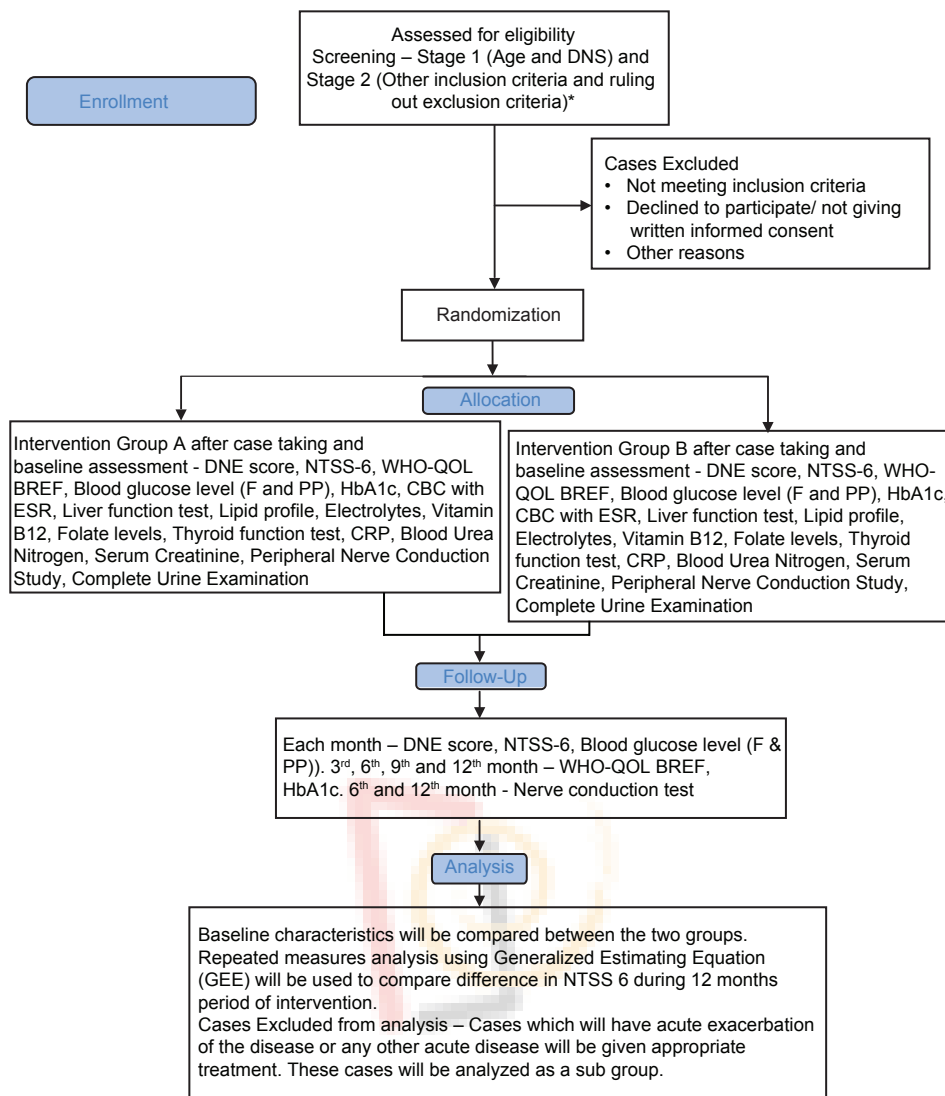 Assessed for eligibility
Screening – Stage 1 (Age and DNS) and
Stage 2 (Other inclusion criteria and ruling
out exclusion criteria)*
Enrollment
Cases Excluded
• Not meeting inclusion criteria
• Declined to participate/ not giving
written informed consent
• Other reasons
Randomization
Allocation
Intervention Group A after case taking and
baseline assessment - DNE score, NTSS-6, WHO-QOL
BREF, Blood glucose level (F and PP), HbA1c, CBC with
ESR, Liver function test, Lipid profile, Electrolytes, Vitamin
B12, Folate levels, Thyroid function test, CRP, Blood Urea
Nitrogen, Serum Creatinine, Peripheral Nerve Conduction
Study, Complete Urine Examination
Intervention Group B after case taking and
baseline assessment - DNE score, NTSS-6, WHO-
QOL BREF, Blood glucose level (F and PP), HbA1c,
CBC with ESR, Liver function test, Lipid profile,
Electrolytes, Vitamin B12, Folate levels, Thyroid
function test, CRP, Blood Urea Nitrogen, Serum
Creatinine, Peripheral Nerve Conduction Study,
Complete Urine Examination
Follow-Up
Each month – DNE score, NTSS-6, Blood glucose level (F &
PP)). 3rd, 6th, 9th and 12th month – WHO-QOL BREF,
HbA1c. 6th and 12th month - Nerve conduction test
Analysis
Baseline characteristics will be compared between the two groups.
Repeated measures analysis using Generalized Estimating Equation
(GEE) will be used to compare difference in NTSS 6 during 12 months
period of intervention.
Cases Excluded from analysis – Cases which will have acute exacerbation
of the disease or any other acute disease will be given appropriate
treatment. These cases will be analyzed as a sub group.